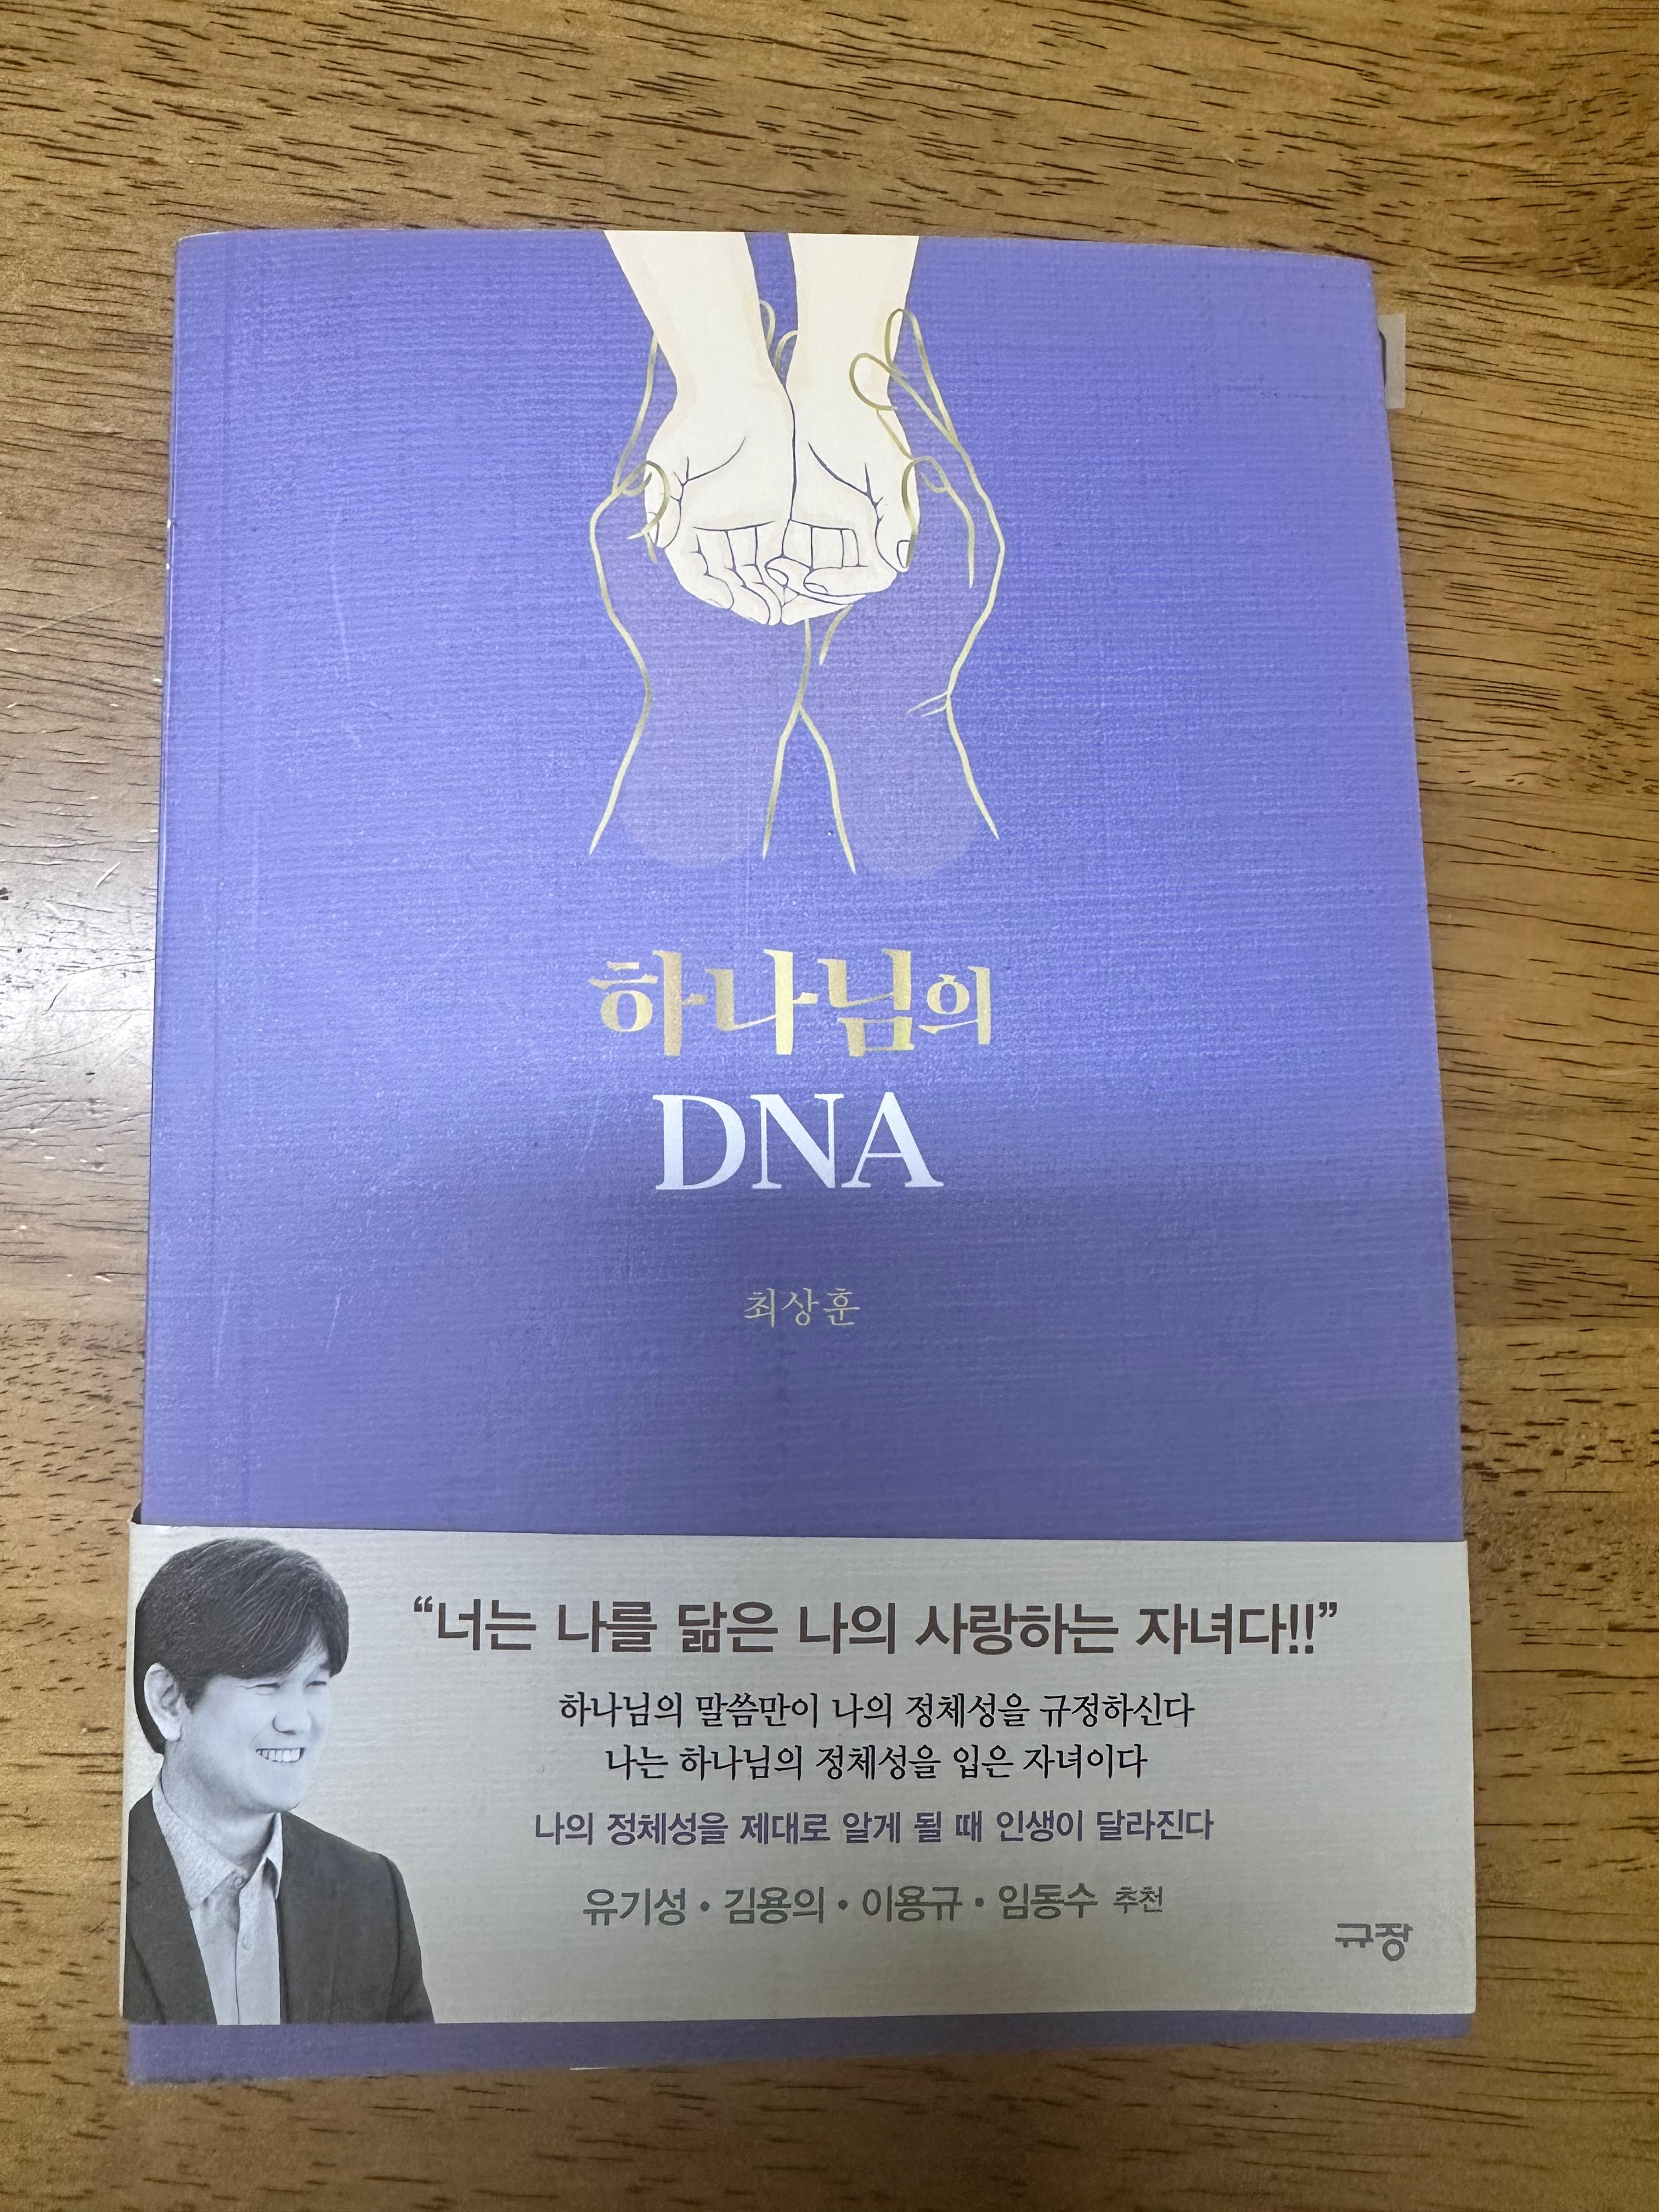 하나님의
DNA
최상훈
“너는 나를 닮은 나의 사랑하는 자녀다!!”
하나님의 말씀만이 나의 정체성을 규정하신다
나는 하나님의 정체성을 입은 자녀이다
나의 정체성을 제대로 알게 될 때 인생이 달라진다
유기성 • 김용의 • 이용규 • 임동수 추천
규장